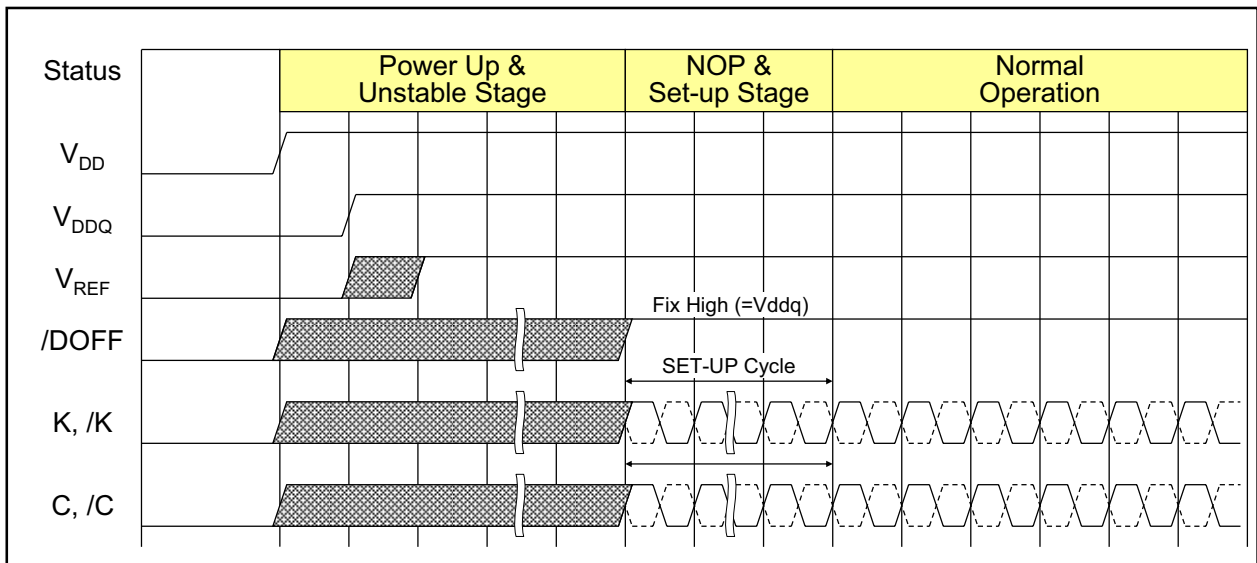 Status
Power Up &
Unstable Stage
NOP &
Set-up Stage
Normal
Operation
VDD
VDDQ
VREF
/DOFF
Fix High (=Vddq)
SET-UP Cycle
K, /K
C, /C